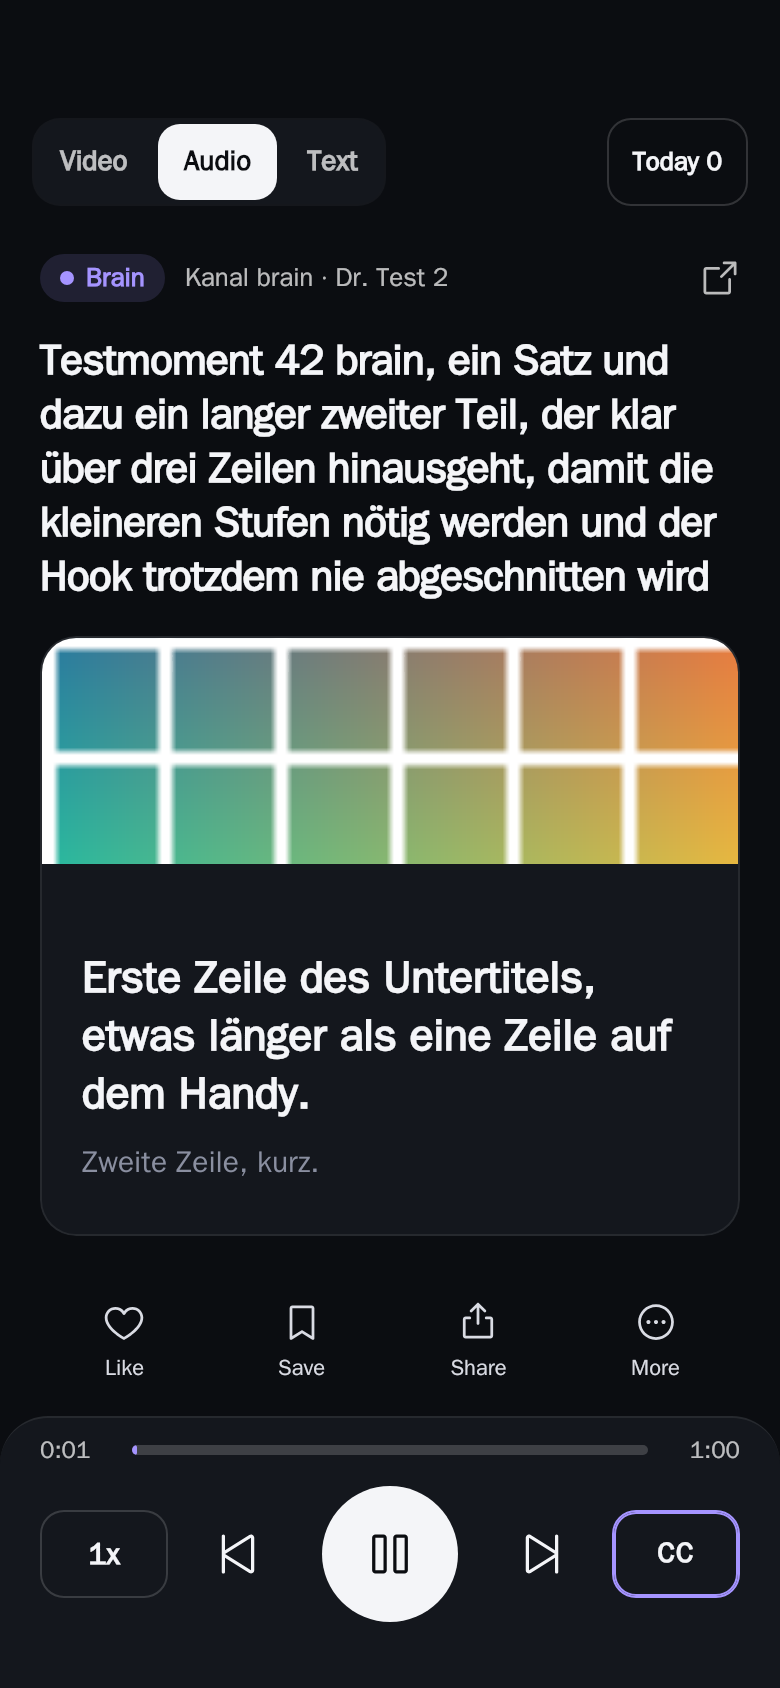 Video Audio Text Today 0
Brain Kanal brain · Dr. Test 2
Testmoment 42 brain, ein Satz und
dazu ein langer zweiter Teil, der klar
über drei Zeilen hinausgeht, damit die
kleineren Stufen nötig werden und der
Hook trotzdem nie abgeschnitten wird
Erste Zeile des Untertitels,
etwas länger als eine Zeile auf
dem Handy.
Zweite Zeile, kurz.
Like Save Share More
0:01 1:00
1x CC